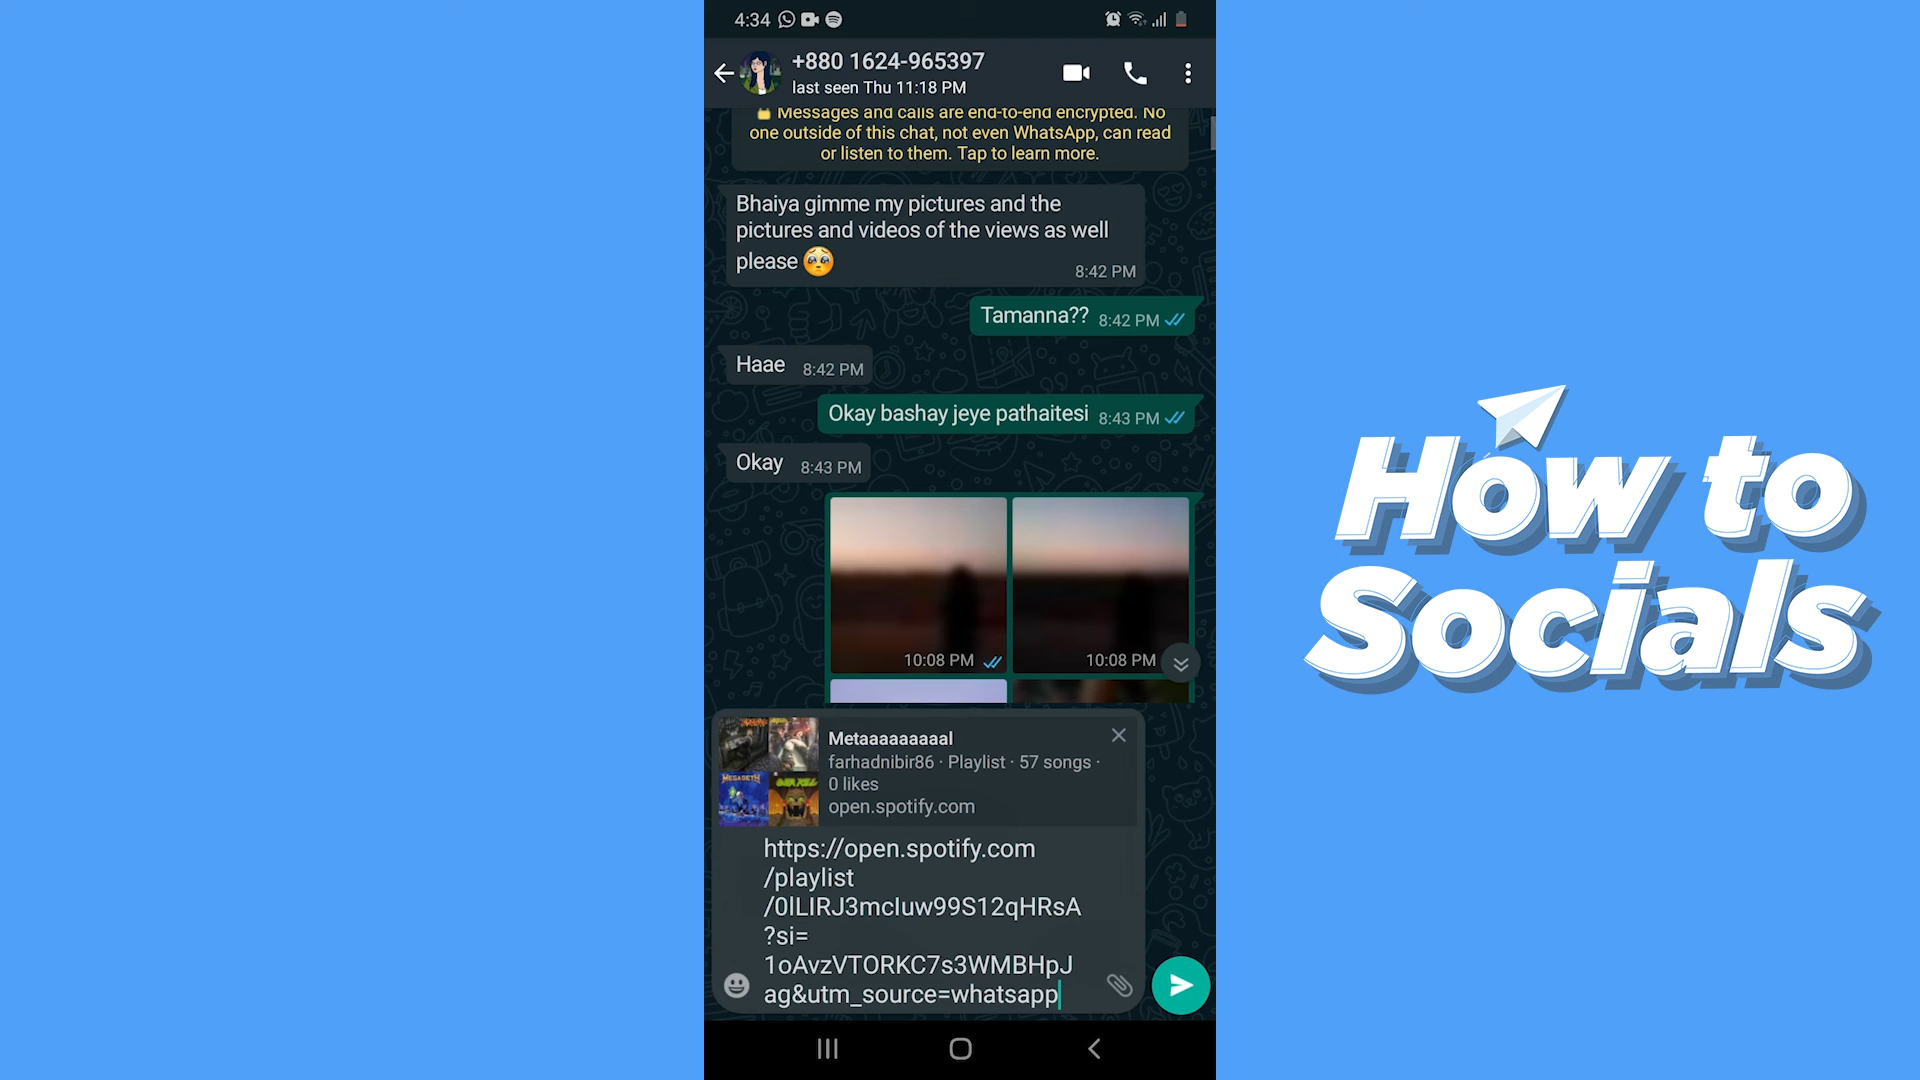 4:34
+880 1624-965397
last seen Thu 11:18 PM
Messages and calls are end-to-end encrypted. No
one outside of this chat, not even WhatsApp, can read
or listen to them. Tap to learn more.
Bhaiya gimme my pictures and the
pictures and videos of the views as well
please 🥺
8:42 PM
Tamanna?? 8:42 PM
Haae 8:42 PM
Okay bashay jeye pathaitesi 8:43 PM
Okay 8:43 PM
10:08 PM 10:08 PM
Metaaaaaaaaal
farhadnibir86 · Playlist · 57 songs ·
0 likes
open.spotify.com
MEGADETH
OVERKILL
https://open.spotify.com
/playlist
/0lLIRJ3mcIuw99S12qHRsA
?si=
1oAvzVTORKC7s3WMBHpJ
ag&utm_source=whatsapp
How to
Socials